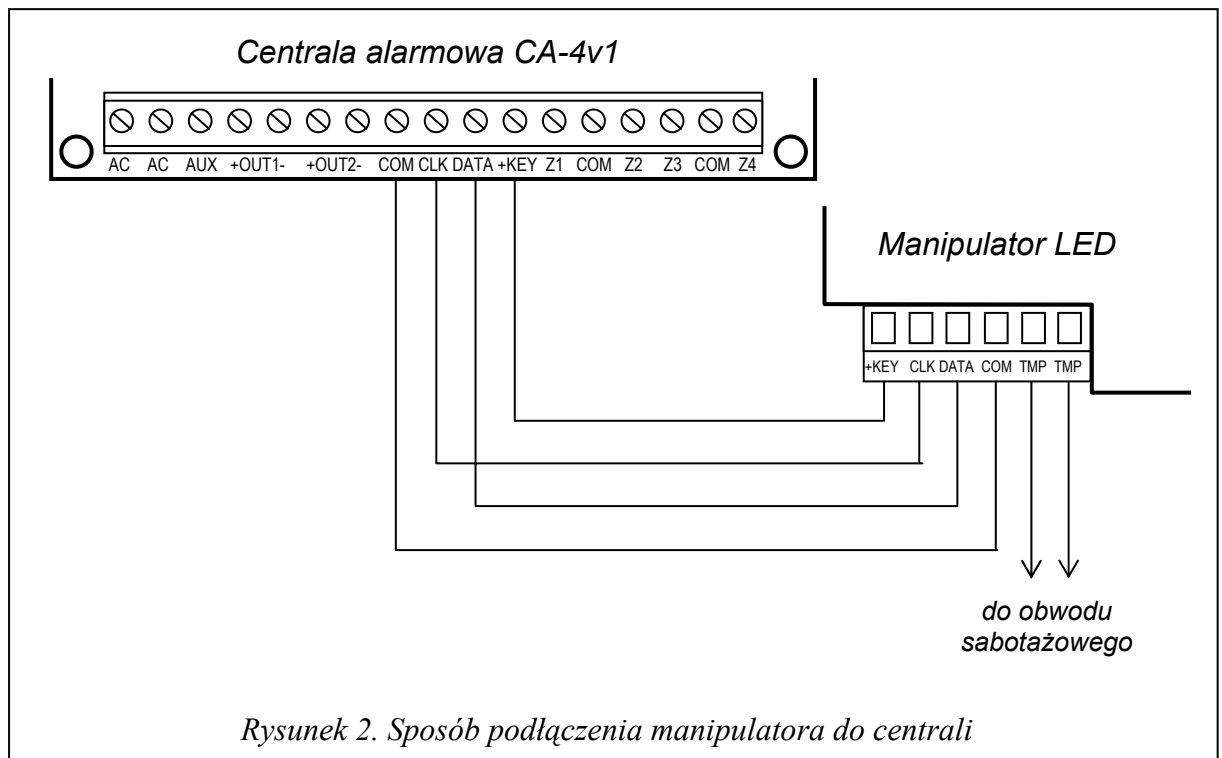 Centrala alarmowa CA-4v1
AC AC AUX +OUT1- +OUT2- COM CLK DATA +KEY Z1 COM Z2 Z3 COM Z4
Manipulator LED
+KEY CLK DATA COM TMP TMP
do obwodu
sabotażowego
Rysunek 2. Sposób podłączenia manipulatora do centrali